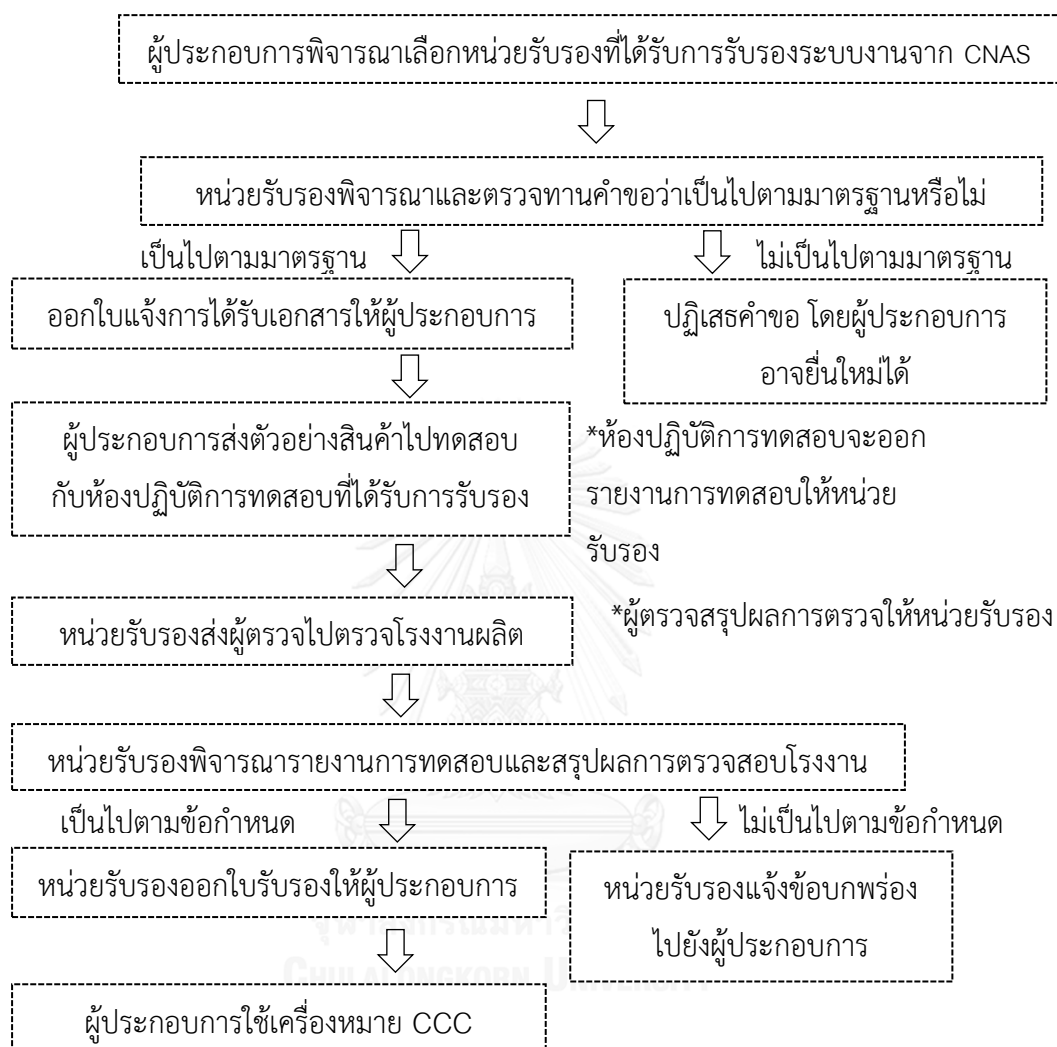 ผู้ประกอบการพิจารณาเลือกหน่วยรับรองที่ได้รับการรับรองระบบงานจาก CNAS
หน่วยรับรองพิจารณาและตรวจทานคำขอว่าเป็นไปตามมาตรฐานหรือไม่
เป็นไปตามมาตรฐาน
ไม่เป็นไปตามมาตรฐาน
ออกใบแจ้งการได้รับเอกสารให้ผู้ประกอบการ
ปฏิเสธคำขอ โดยผู้ประกอบการ
อาจยื่นใหม่ได้
ผู้ประกอบการส่งตัวอย่างสินค้าไปทดสอบ
กับห้องปฏิบัติการทดสอบที่ได้รับการรับรอง
*ห้องปฏิบัติการทดสอบจะออก
รายงานการทดสอบให้หน่วย
รับรอง
หน่วยรับรองส่งผู้ตรวจไปตรวจโรงงานผลิต
*ผู้ตรวจสรุปผลการตรวจให้หน่วยรับรอง
หน่วยรับรองพิจารณารายงานการทดสอบและสรุปผลการตรวจสอบโรงงาน
เป็นไปตามข้อกำหนด
ไม่เป็นไปตามข้อกำหนด
หน่วยรับรองออกใบรับรองให้ผู้ประกอบการ
หน่วยรับรองแจ้งข้อบกพร่อง
ไปยังผู้ประกอบการ
CHULALONGKORN UNIVERSITY
ผู้ประกอบการใช้เครื่องหมาย CCC